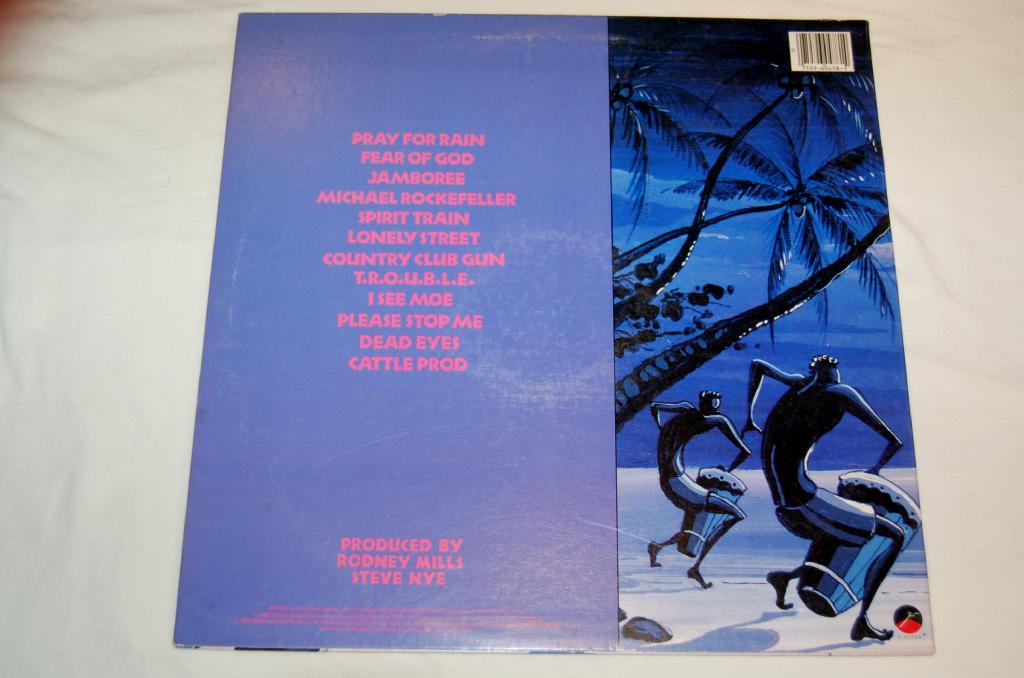 PRAY FOR RAIN
FEAR OF GOD
JAMBOREE
MICHAEL ROCKEFELLER
SPIRIT TRAIN
LONELY STREET
COUNTRY CLUB GUN
T.R.O.U.B.L.E.
I SEE MOE
PLEASE STOP ME
DEAD EYES
CATTLE PROD
PRODUCED BY
RODNEY MILLS
STEVE NYE
ELEKTRA